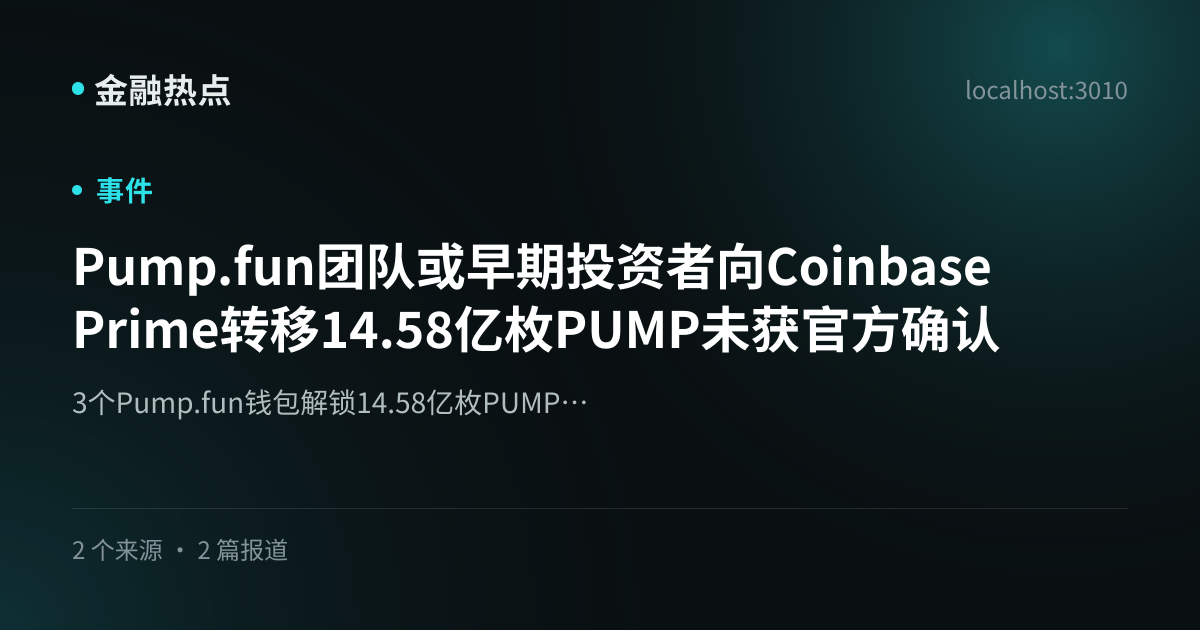 金融热点
localhost:3010
事件
Pump.fun团队或早期投资者向Coinbase
Prime转移14.58亿枚PUMP未获官方确认
3个Pump.fun钱包解锁14.58亿枚PUMP…
2 个来源 · 2 篇报道